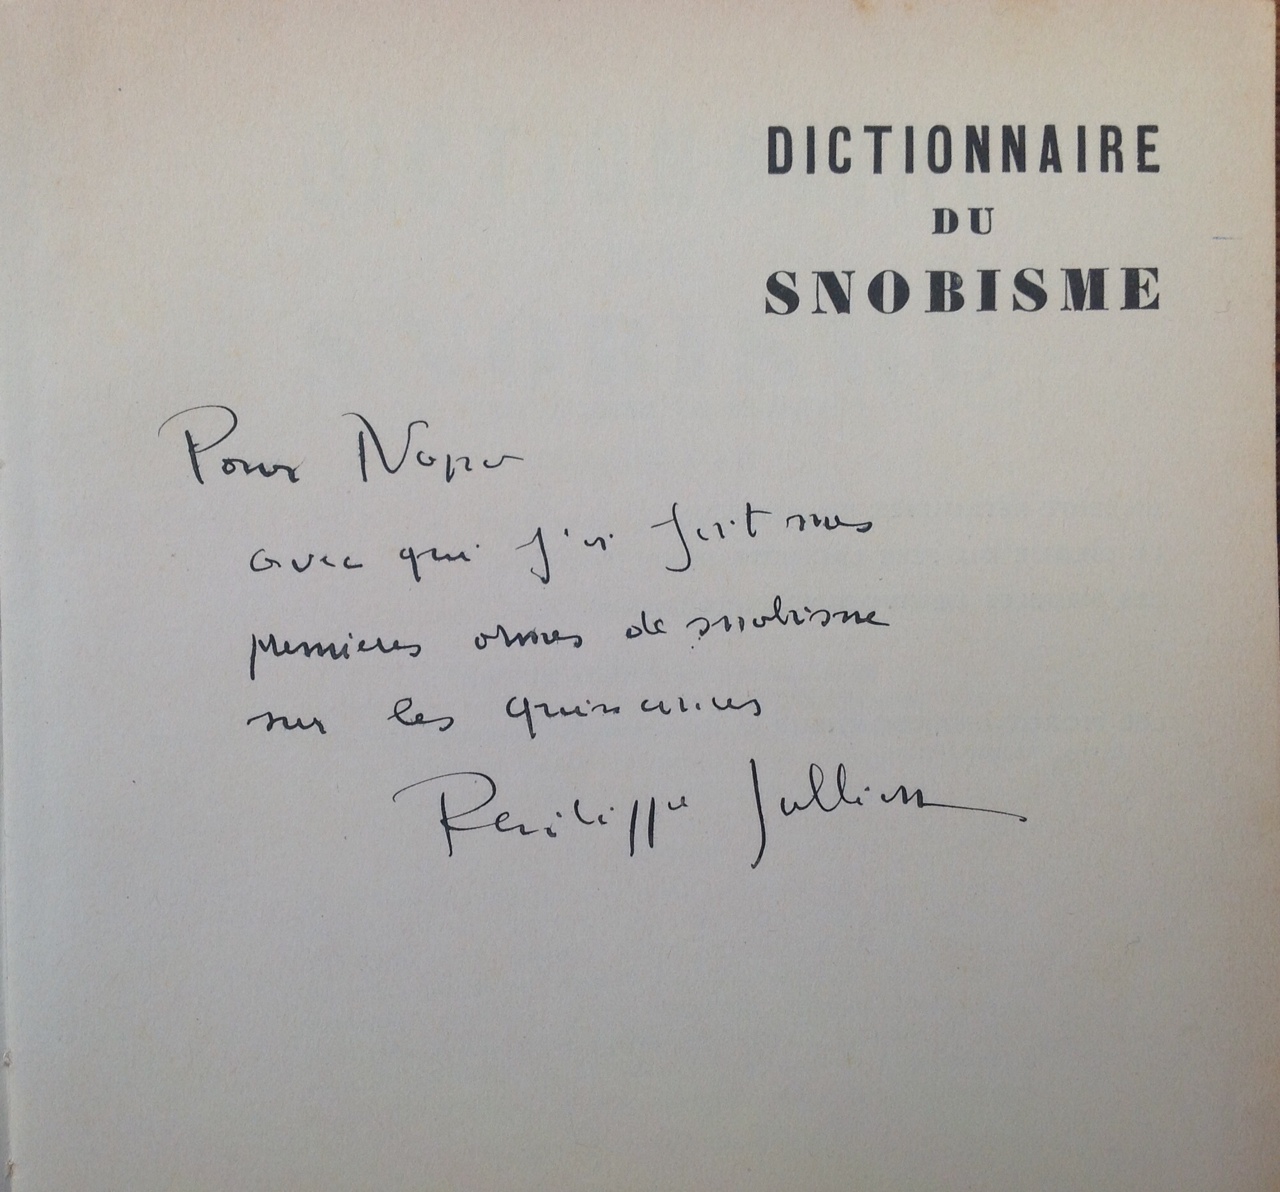 DICTIONNAIRE
DU
SNOBISME
Pour
avec qui j'ai fait mes
premieres armes de snobisme
sur les quinconces
Philippe Jullian